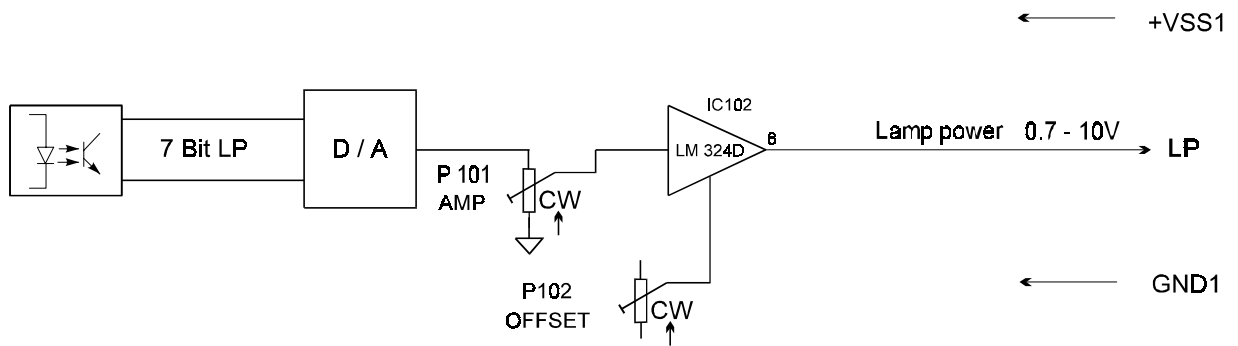 +VSS1
IC102
7 Bit LP
D / A
LM 324D
6
Lamp power 0.7 - 10V
LP
P 101
AMP
CW
P102
OFFSET
CW
GND1